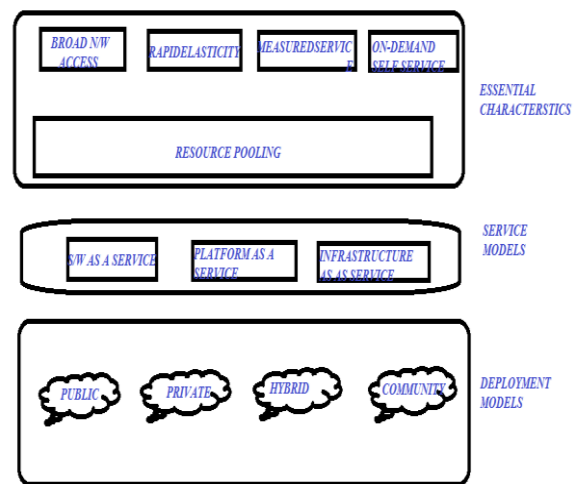 BROAD N/W
ACCESS
RAPIDELASTICITY
MEASUREDSERVIC
E
ON-DEMAND
SELF SERVICE
RESOURCE POOLING
ESSENTIAL
CHARACTERSTICS
S/W AS A SERVICE
PLATFORM AS A
SERVICE
INFRASTRUCTURE
AS AS SERVICE
SERVICE
MODELS
PUBLIC
PRIVATE
HYBRID
COMMUNITY
DEPLOYMENT
MODELS